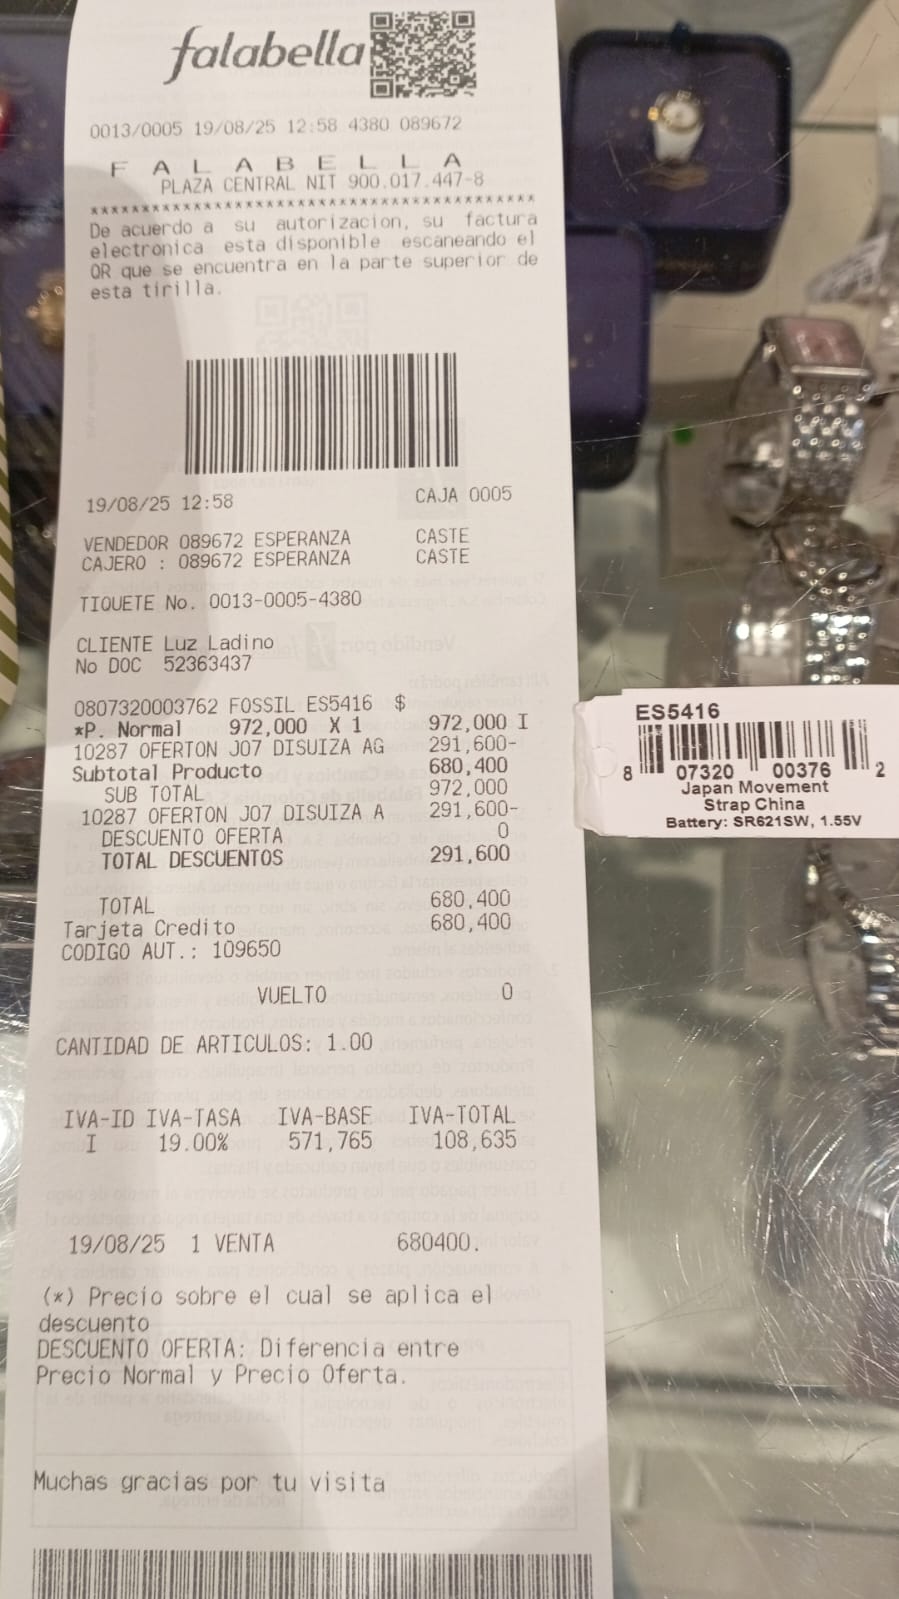 falabella
0013/0005 19/08/25 12:58 4380 089672
F A L A B E L L A
PLAZA CENTRAL NIT 900.017.447-8
*******************************************
De acuerdo a su autorizacion, su factura
electronica esta disponible escaneando el
QR que se encuentra en la parte superior de
esta tirilla.
19/08/25 12:58 CAJA 0005
VENDEDOR 089672 ESPERANZA CASTE
CAJERO : 089672 ESPERANZA CASTE
TIQUETE No. 0013-0005-4380
CLIENTE Luz Ladino
No DOC 52363437
0807320003762 FOSSIL ES5416 $
*P. Normal 972,000 X 1 972,000 I
10287 OFERTON J07 DISUIZA AG 291,600-
Subtotal Producto 680,400
SUB TOTAL 972,000
10287 OFERTON J07 DISUIZA A 291,600-
DESCUENTO OFERTA 0
TOTAL DESCUENTOS 291,600
TOTAL 680,400
Tarjeta Credito 680,400
CODIGO AUT.: 109650
VUELTO 0
CANTIDAD DE ARTICULOS: 1.00
IVA-ID IVA-TASA IVA-BASE IVA-TOTAL
I 19.00% 571,765 108,635
19/08/25 1 VENTA 680400.
(*) Precio sobre el cual se aplica el
descuento
DESCUENTO OFERTA: Diferencia entre
Precio Normal y Precio Oferta.
Muchas gracias por tu visita
ES5416
8 07320 00376 2
Japan Movement
Strap China
Battery: SR621SW, 1.55V